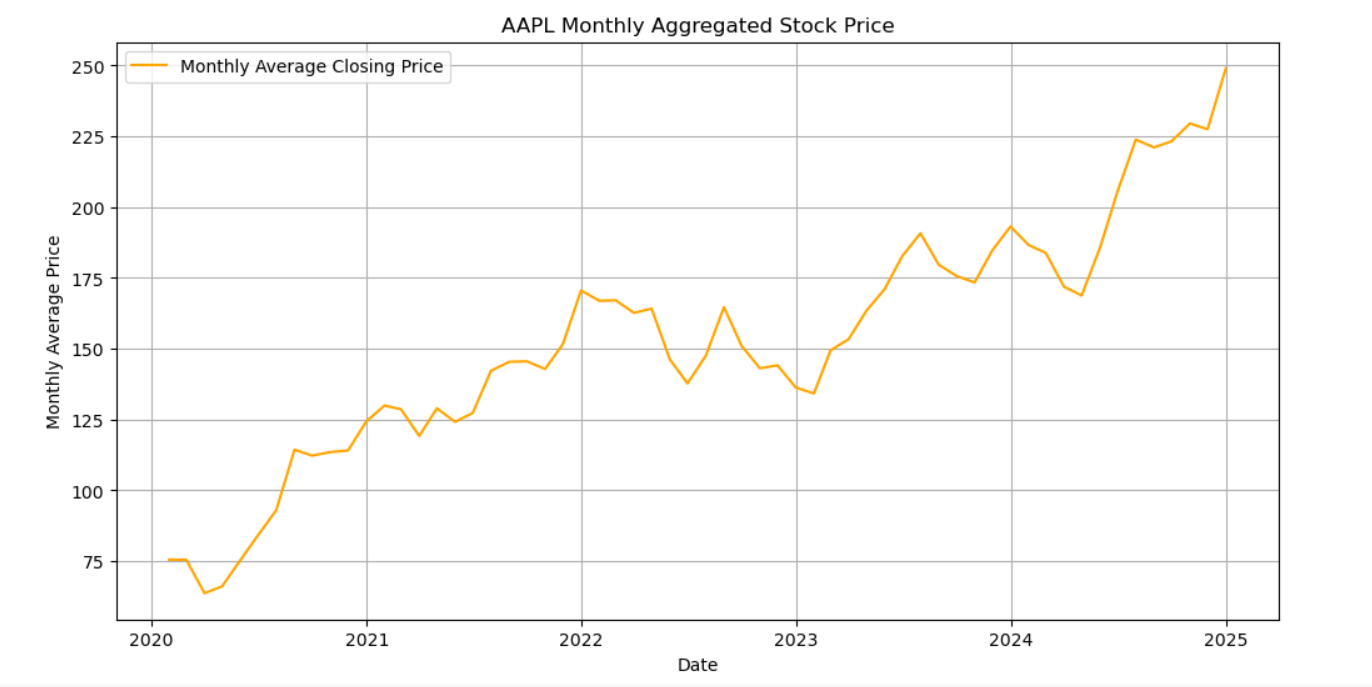 AAPL Monthly Aggregated Stock Price
Monthly Average Closing Price
Monthly Average Price
250
225
200
175
150
125
100
75
2020 2021 2022 2023 2024 2025
Date